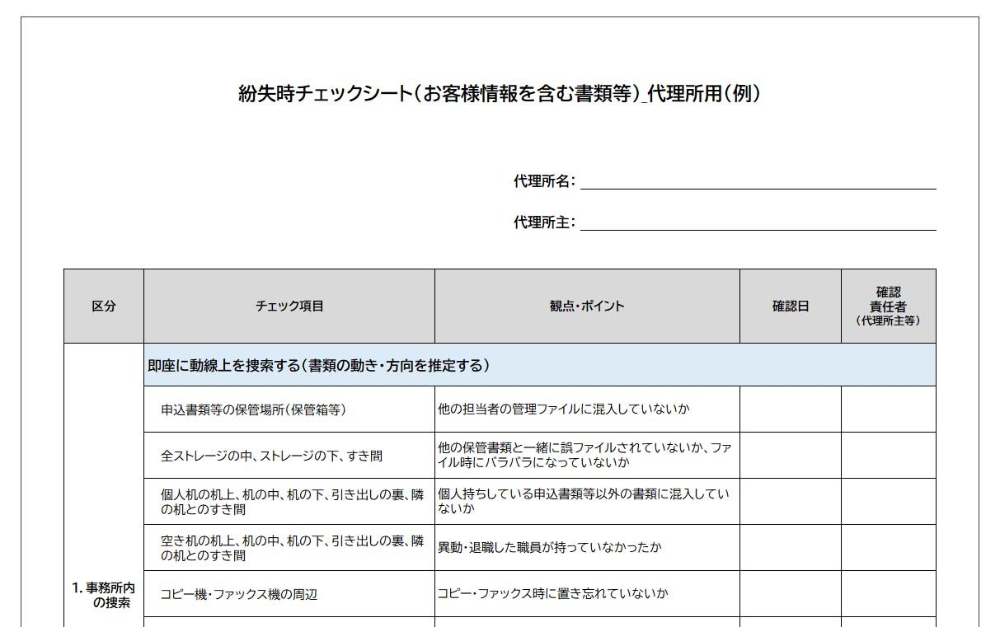 紛失時チェックシート（お客様情報を含む書類等）_代理所用（例）
代理所名：
代理所主：
区分
チェック項目
観点・ポイント
確認日
確認
責任者
（代理所主等）
即座に動線上を捜索する（書類の動き・方向を推定する）
申込書類等の保管場所（保管箱等）
他の担当者の管理ファイルに混入していないか
全ストレージの中、ストレージの下、すき間
他の保管書類と一緒に誤ファイルされていないか、ファ
イル時にバラバラになっていないか
個人机の机上、机の中、机の下、引き出しの裏、隣
の机とのすき間
個人持ちしている申込書類等以外の書類に混入してい
ないか
空き机の机上、机の中、机の下、引き出しの裏、隣
の机とのすき間
異動・退職した職員が持っていなかったか
1．事務所内
の捜索
コピー機・ファックス機の周辺
コピー・ファックス時に置き忘れていないか